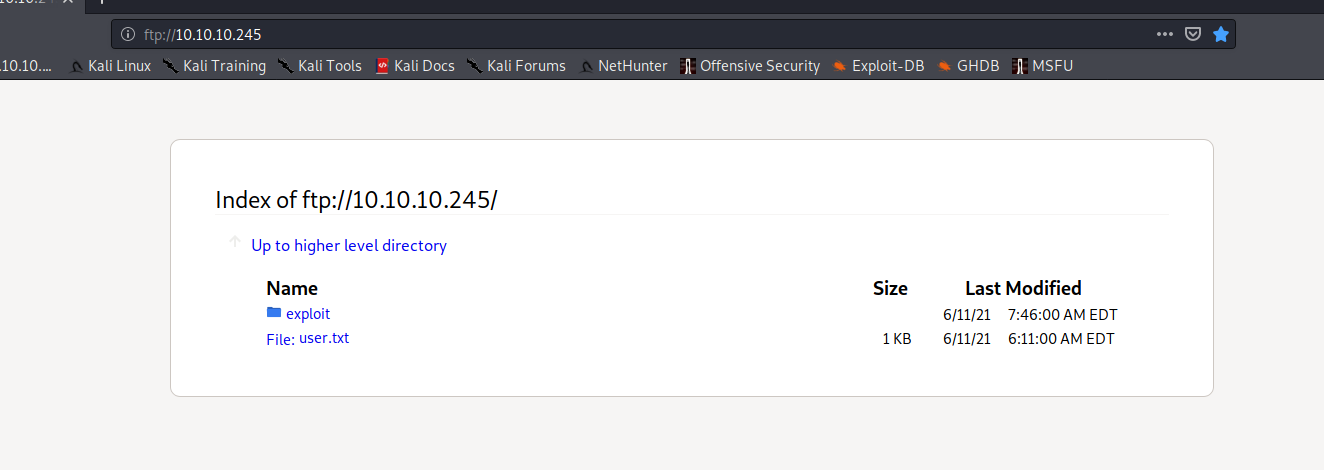 ftp://10.10.10.245
.10.10.... Kali Linux Kali Training Kali Tools Kali Docs Kali Forums NetHunter Offensive Security Exploit-DB GHDB MSFU
Index of ftp://10.10.10.245/
Up to higher level directory
Name Size Last Modified
exploit 6/11/21 7:46:00 AM EDT
File: user.txt 1 KB 6/11/21 6:11:00 AM EDT